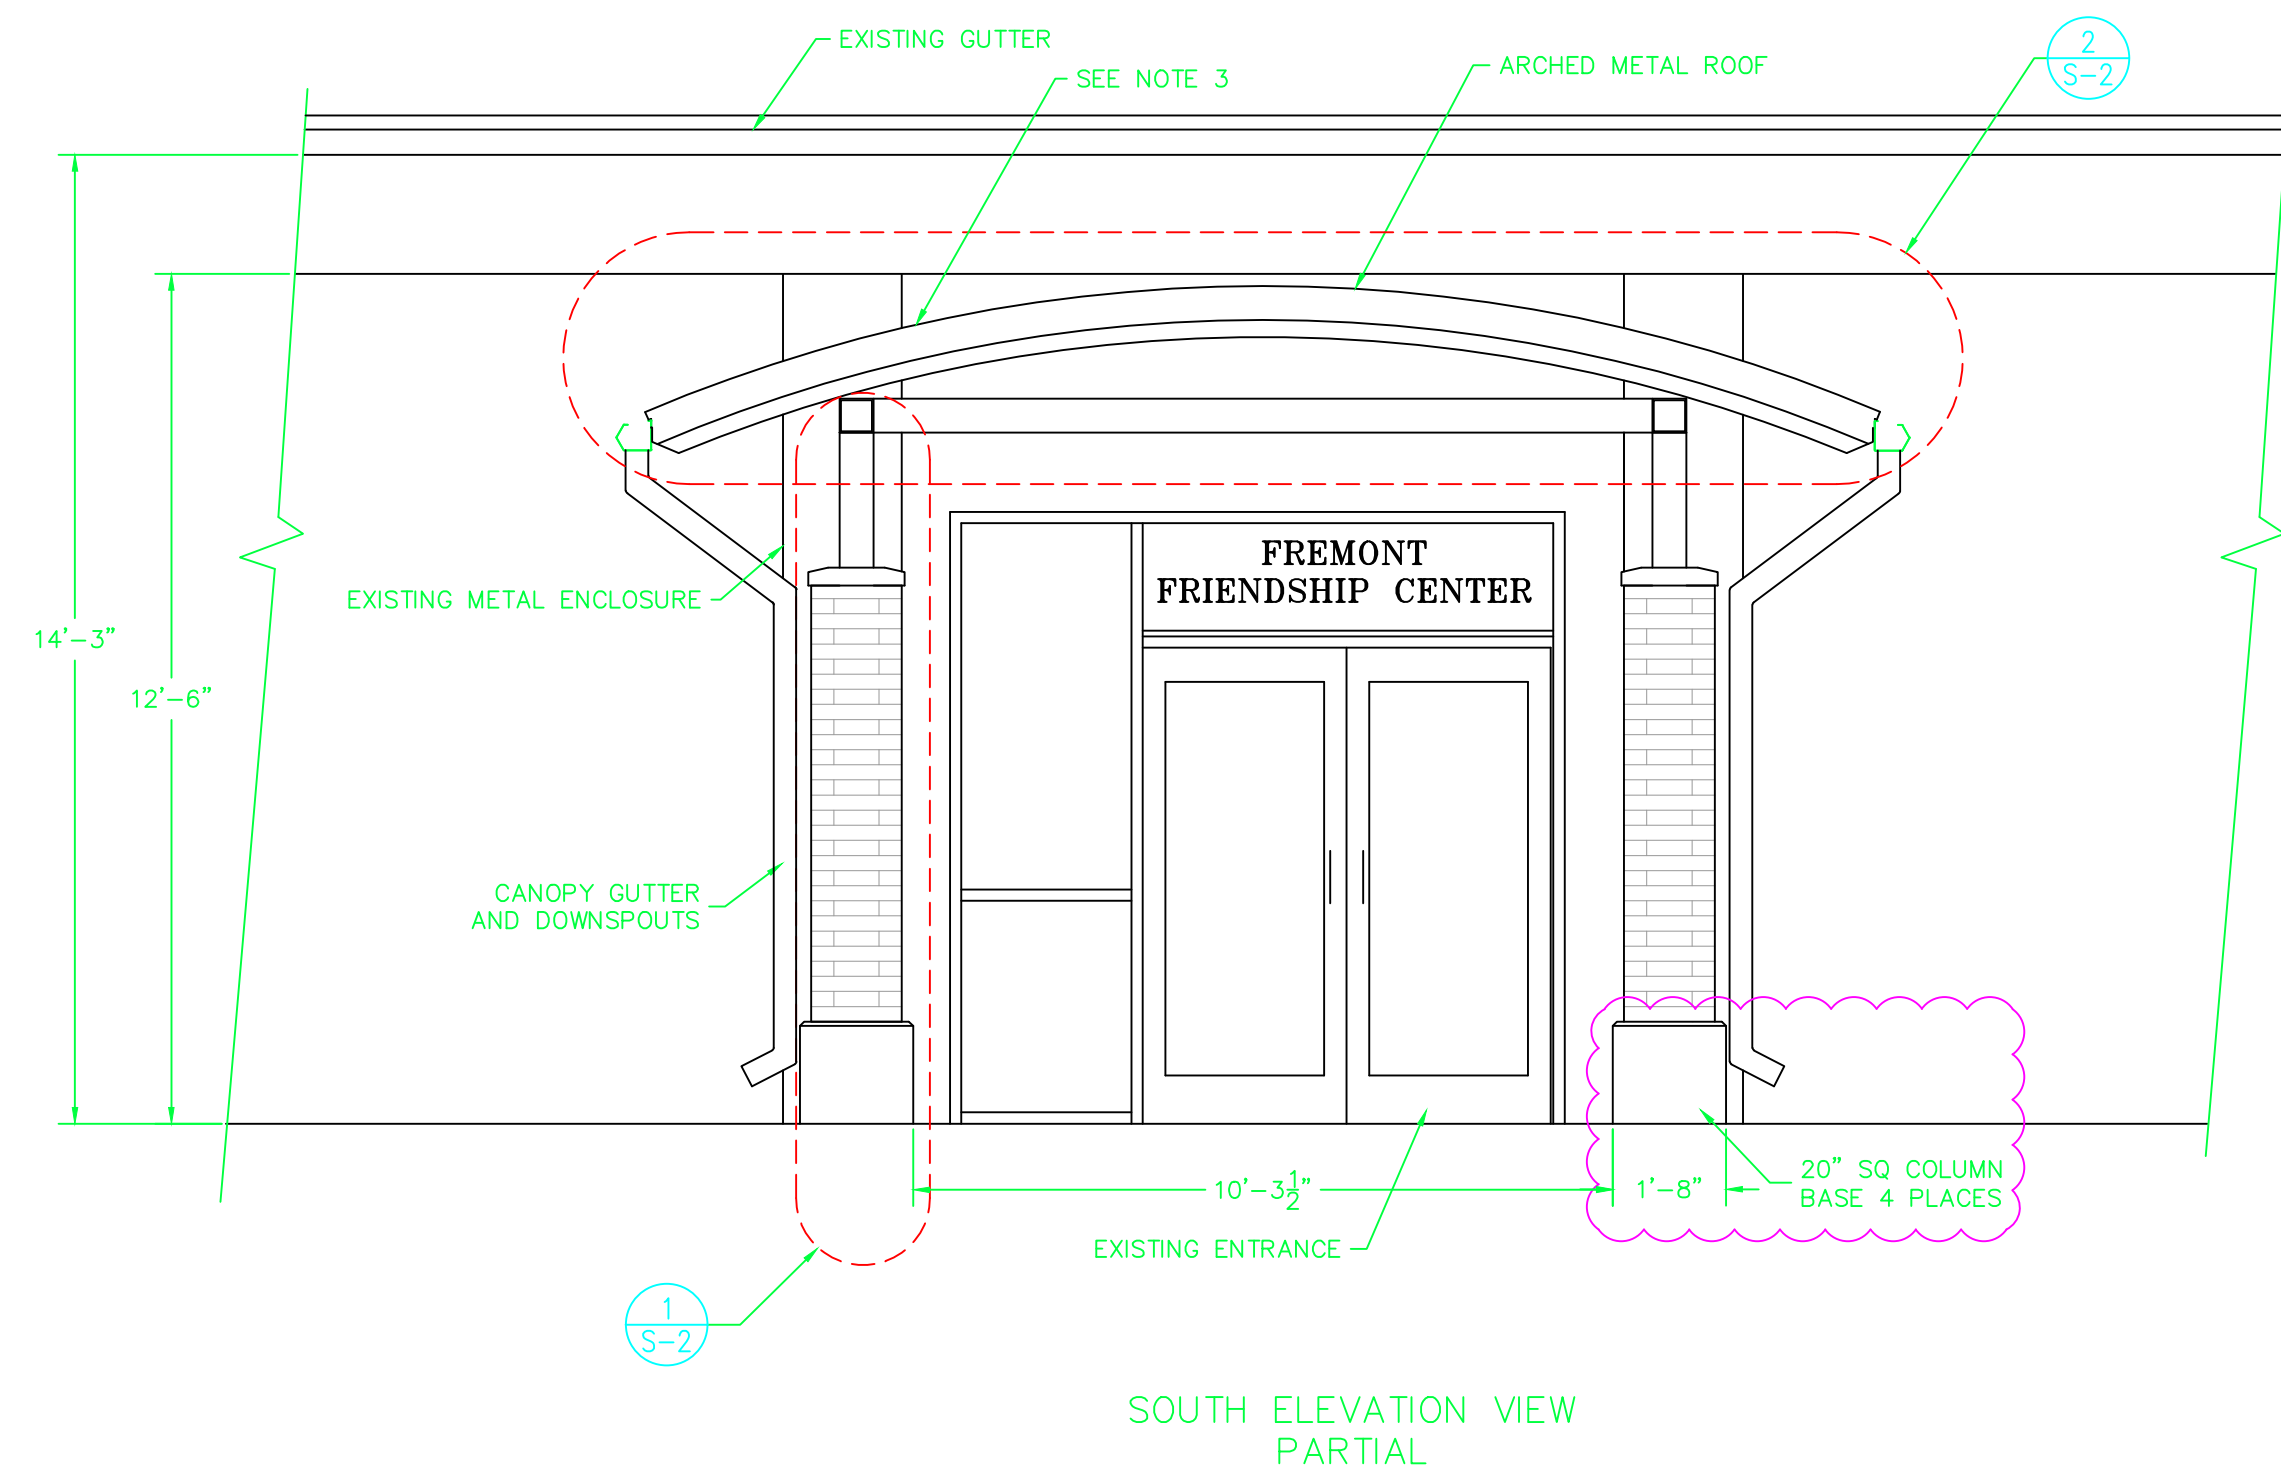 EXISTING GUTTER
SEE NOTE 3
ARCHED METAL ROOF
2
S-2
FREMONT
FRIENDSHIP CENTER
EXISTING METAL ENCLOSURE
14'-3"
12'-6"
CANOPY GUTTER
AND DOWNSPOUTS
10'-3 1/2"
1'-8"
20" SQ COLUMN
BASE 4 PLACES
EXISTING ENTRANCE
1
S-2
SOUTH ELEVATION VIEW
PARTIAL